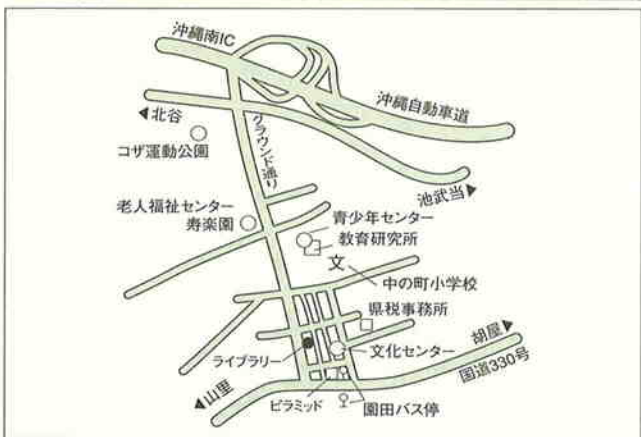 沖縄南IC
沖縄自動車道
◀北谷
コザ運動公園
グラウンド通り
池武当▶
老人福祉センター
寿楽園
青少年センター
教育研究所
文
中の町小学校
県税事務所
胡屋▶
ライブラリー
文化センター
国道330号
◀山里
ピラミッド
園田バス停